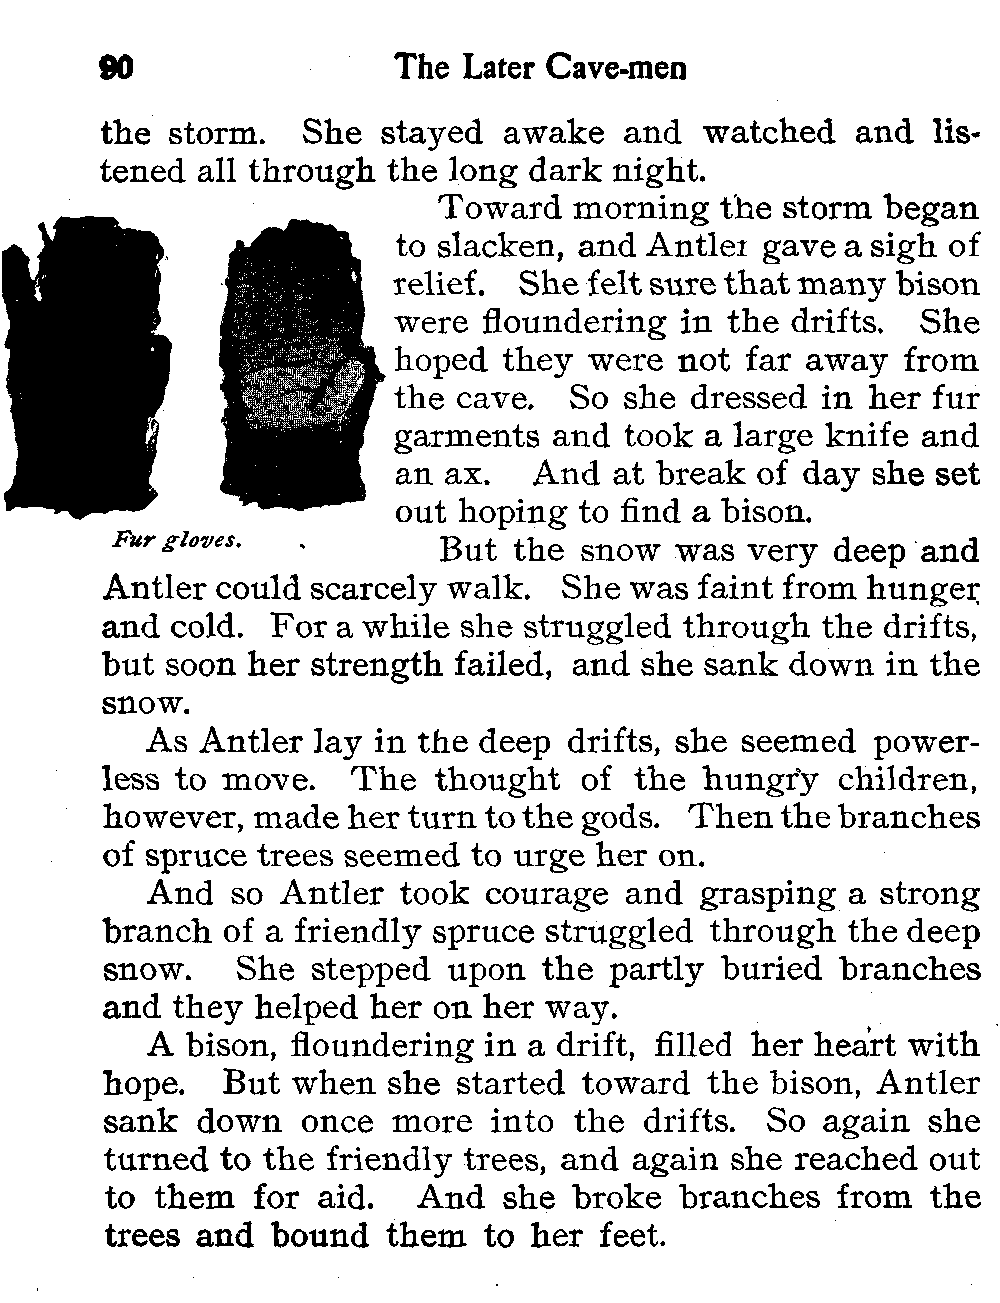 90 The Later Cave-men
the storm. She stayed awake and watched and lis-
tened all through the long dark night.
Toward morning the storm began
to slacken, and Antler gave a sigh of
relief. She felt sure that many bison
were floundering in the drifts. She
hoped they were not far away from
the cave. So she dressed in her fur
garments and took a large knife and
an ax. And at break of day she set
out hoping to find a bison.
Fur gloves.
But the snow was very deep and
Antler could scarcely walk. She was faint from hunger
and cold. For a while she struggled through the drifts,
but soon her strength failed, and she sank down in the
snow.
As Antler lay in the deep drifts, she seemed power-
less to move. The thought of the hungry children,
however, made her turn to the gods. Then the branches
of spruce trees seemed to urge her on.
And so Antler took courage and grasping a strong
branch of a friendly spruce struggled through the deep
snow. She stepped upon the partly buried branches
and they helped her on her way.
A bison, floundering in a drift, filled her heart with
hope. But when she started toward the bison, Antler
sank down once more into the drifts. So again she
turned to the friendly trees, and again she reached out
to them for aid. And she broke branches from the
trees and bound them to her feet.